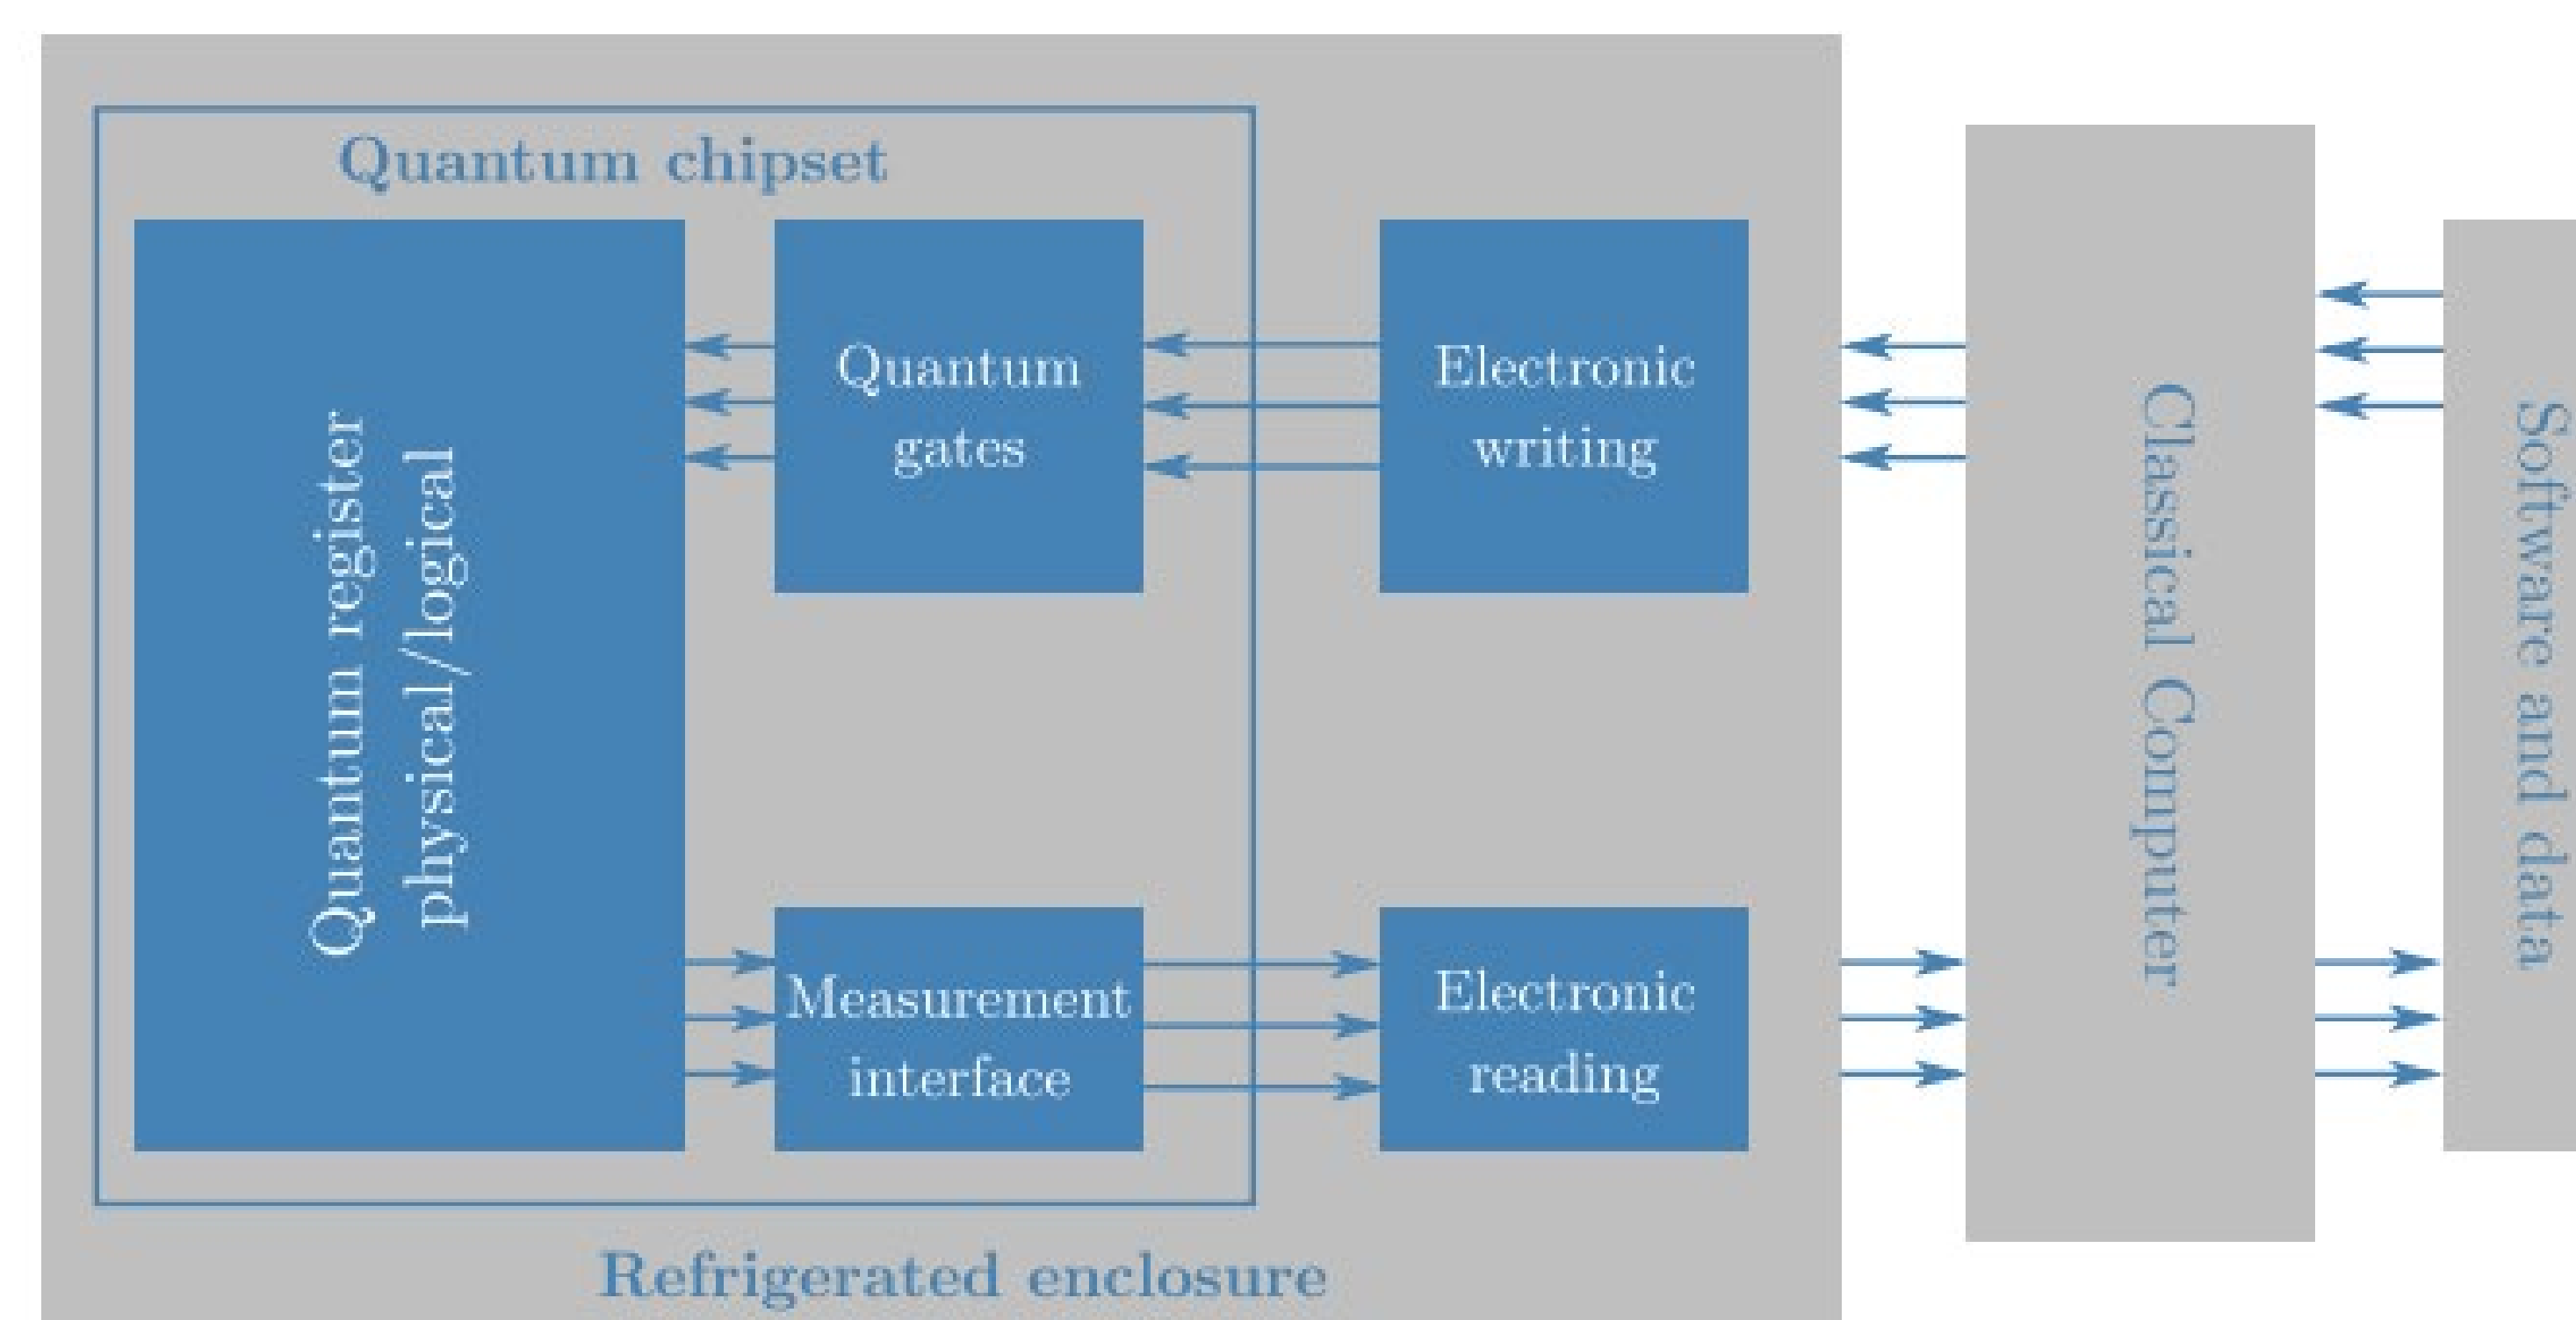 Quantum chipset
Quantum register
physical/logical
Quantum
gates
Electronic
writing
Measurement
interface
Electronic
reading
Refrigerated enclosure
Classical Computer
Software and data